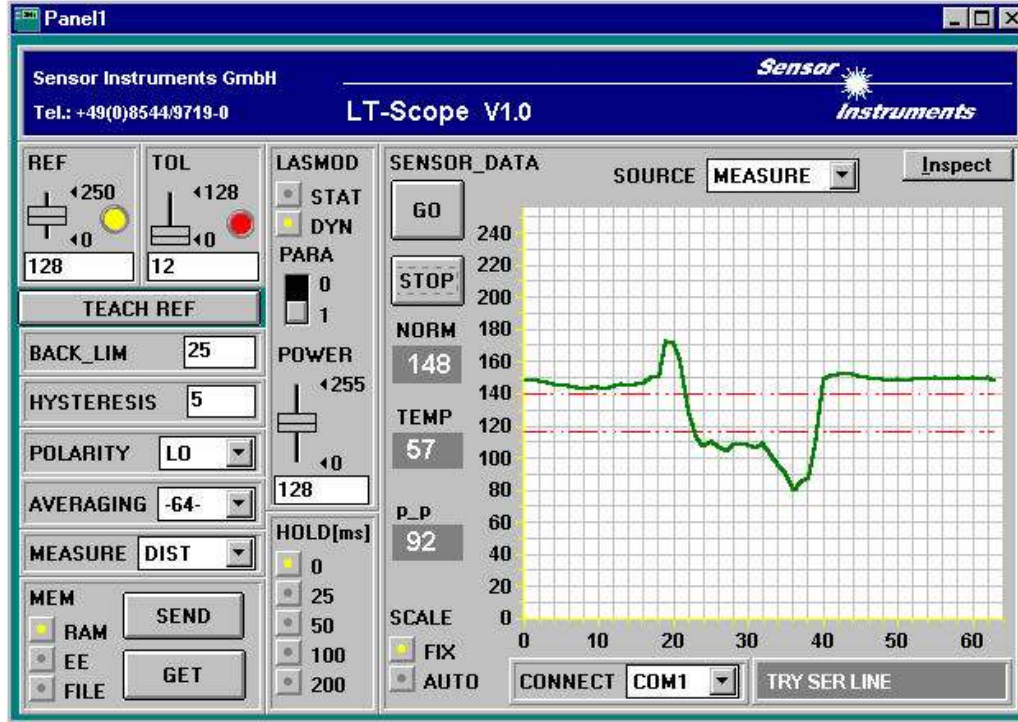 Panel1
Sensor Instruments GmbH
Tel.: +49(0)8544/9719-0
LT-Scope V1.0
Sensor
Instruments
REF
250
0
128
TOL
128
0
12
TEACH REF
BACK_LIM 25
HYSTERESIS 5
POLARITY LO
AVERAGING -64-
MEASURE DIST
MEM
RAM
EE
FILE
SEND
GET
LASMOD
STAT
DYN
PARA
0
1
POWER
255
0
128
HOLD[ms]
0
25
50
100
200
SENSOR_DATA
GO
STOP
NORM
148
TEMP
57
P_P
92
SCALE
FIX
AUTO
SOURCE MEASURE
Inspect
240
220
200
180
160
140
120
100
80
60
40
20
0
0 10 20 30 40 50 60
CONNECT COM1
TRY SER LINE